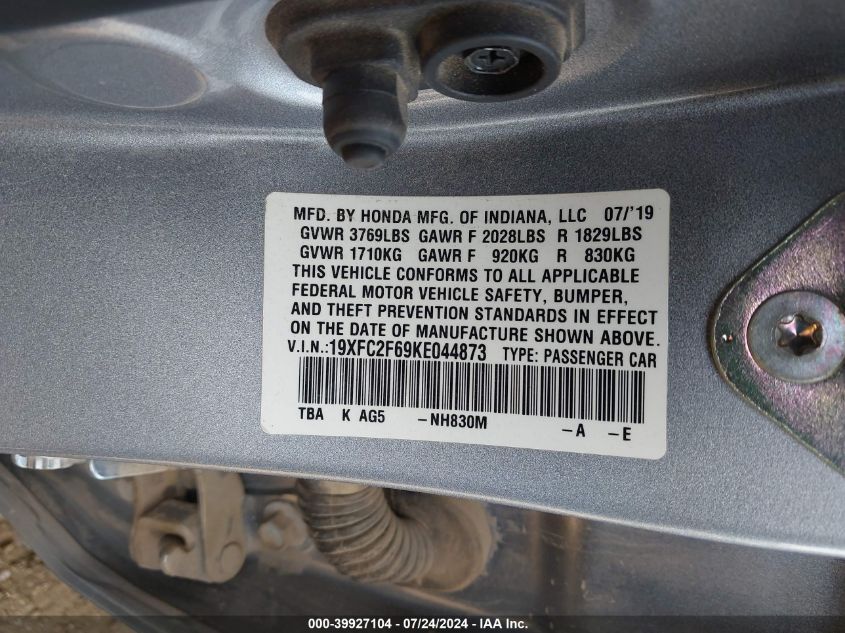 MFD. BY HONDA MFG. OF INDIANA, LLC 07/'19
GVWR 3769LBS GAWR F 2028LBS R 1829LBS
GVWR 1710KG GAWR F 920KG R 830KG
THIS VEHICLE CONFORMS TO ALL APPLICABLE
FEDERAL MOTOR VEHICLE SAFETY, BUMPER,
AND THEFT PREVENTION STANDARDS IN EFFECT
ON THE DATE OF MANUFACTURE SHOWN ABOVE.
V.I.N.:19XFC2F69KE044873 TYPE: PASSENGER CAR
TBA K AG5 -NH830M -A -E
000-39927104 - 07/24/2024 - IAA Inc.